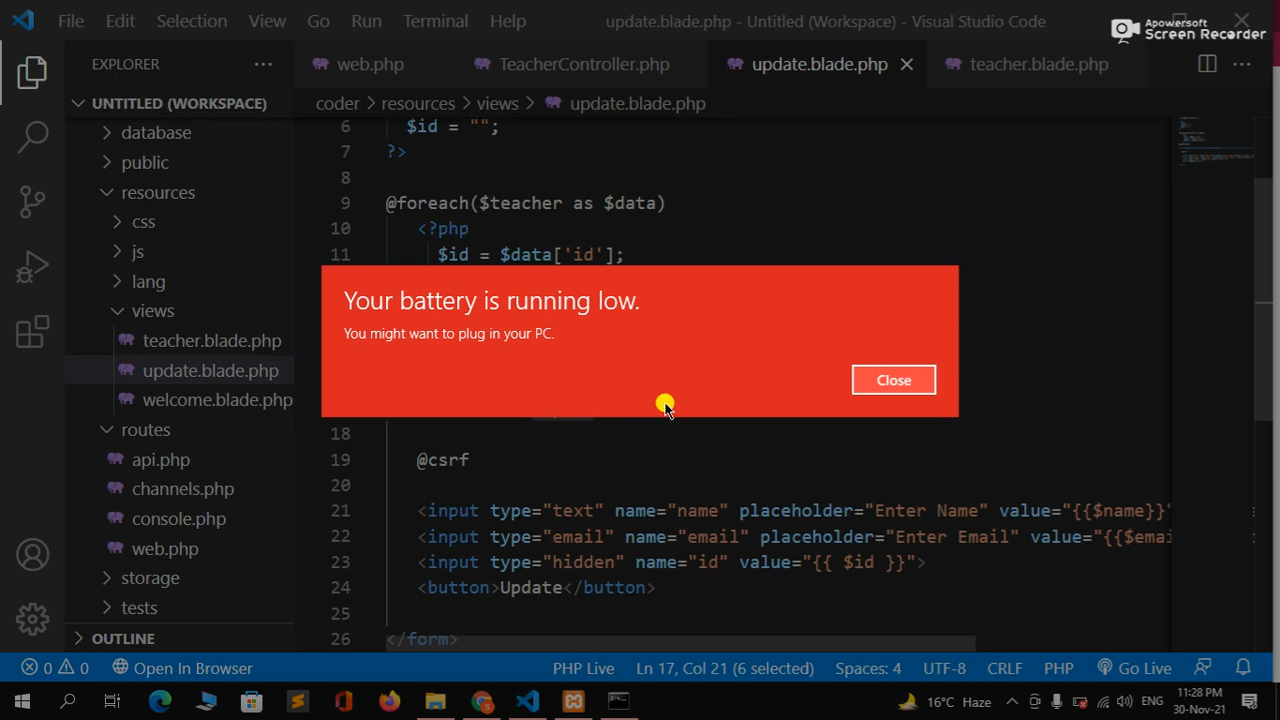 File Edit Selection View Go Run Terminal Help update.blade.php - Untitled (Workspace) - Visual Studio Code
Apowersoft
Screen Recorder
EXPLORER
web.php TeacherController.php update.blade.php teacher.blade.php
UNTITLED (WORKSPACE)
coder > resources > views > update.blade.php
database
public
resources
css
js
lang
views
teacher.blade.php
update.blade.php
welcome.blade.php
routes
api.php
channels.php
console.php
web.php
storage
tests
OUTLINE
6 $id = "";
7 ?>
8
9 @foreach($teacher as $data)
10 <?php
11 $id = $data['id'];
Your battery is running low.
You might want to plug in your PC.
Close
18
19 @csrf
20
21 <input type="text" name="name" placeholder="Enter Name" value="{{$name}}"
22 <input type="email" name="email" placeholder="Enter Email" value="{{$emai
23 <input type="hidden" name="id" value="{{ $id }}">
24 <button>Update</button>
25
26 </form>
0 0 Open In Browser PHP Live Ln 17, Col 21 (6 selected) Spaces: 4 UTF-8 CRLF PHP Go Live
16°C Haze ENG 11:28 PM
30-Nov-21